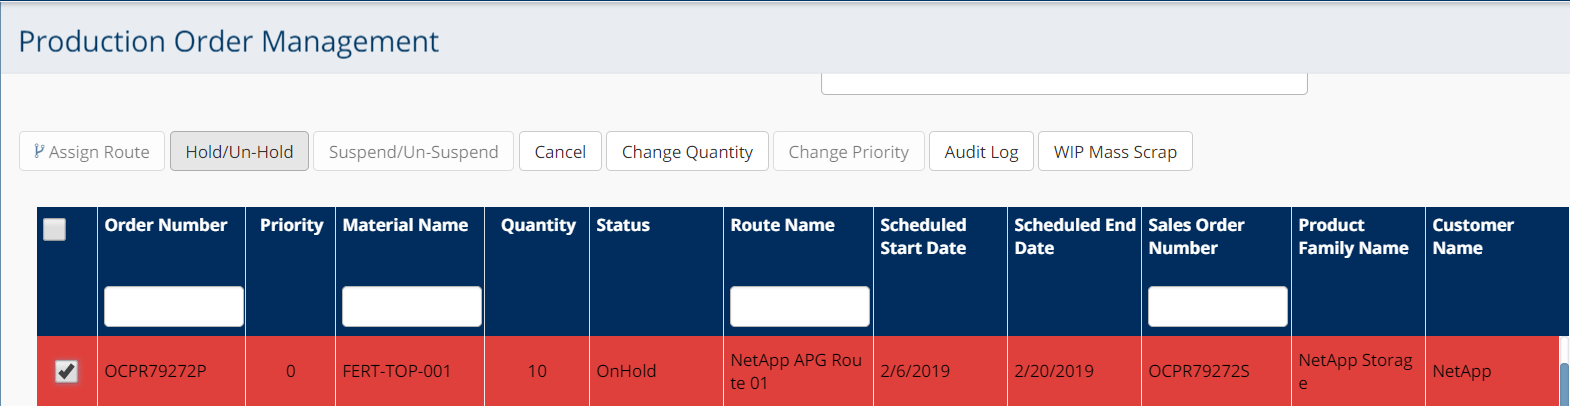 Production Order Management
Assign Route Hold/Un-Hold Suspend/Un-Suspend Cancel Change Quantity Change Priority Audit Log WIP Mass Scrap
Order Number Priority Material Name Quantity Status Route Name Scheduled Scheduled End Sales Order Product Customer
Start Date Date Number Family Name Name
NetApp APG Rou NetApp Storag
OCPR79272P 0 FERT-TOP-001 10 OnHold 2/6/2019 2/20/2019 OCPR79272S NetApp
te 01 e